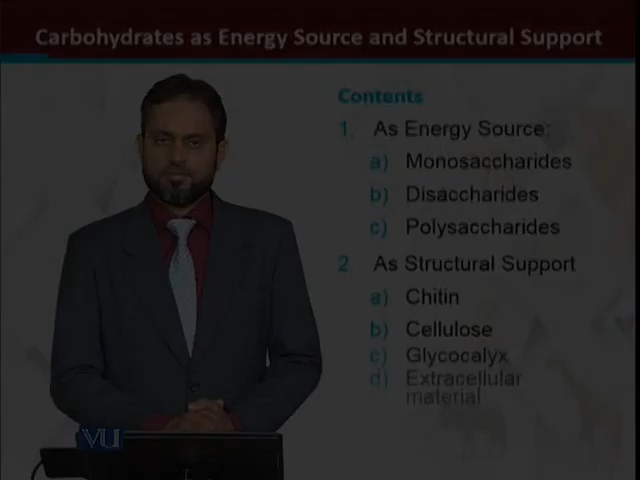 Carbohydrates as Energy Source and Structural Support
Contents
1. As Energy Source:
a) Monosaccharides
b) Disaccharides
c) Polysaccharides
2. As Structural Support
a) Chitin
b) Cellulose
c) Glycocalyx
d) Extracellular
material
VU